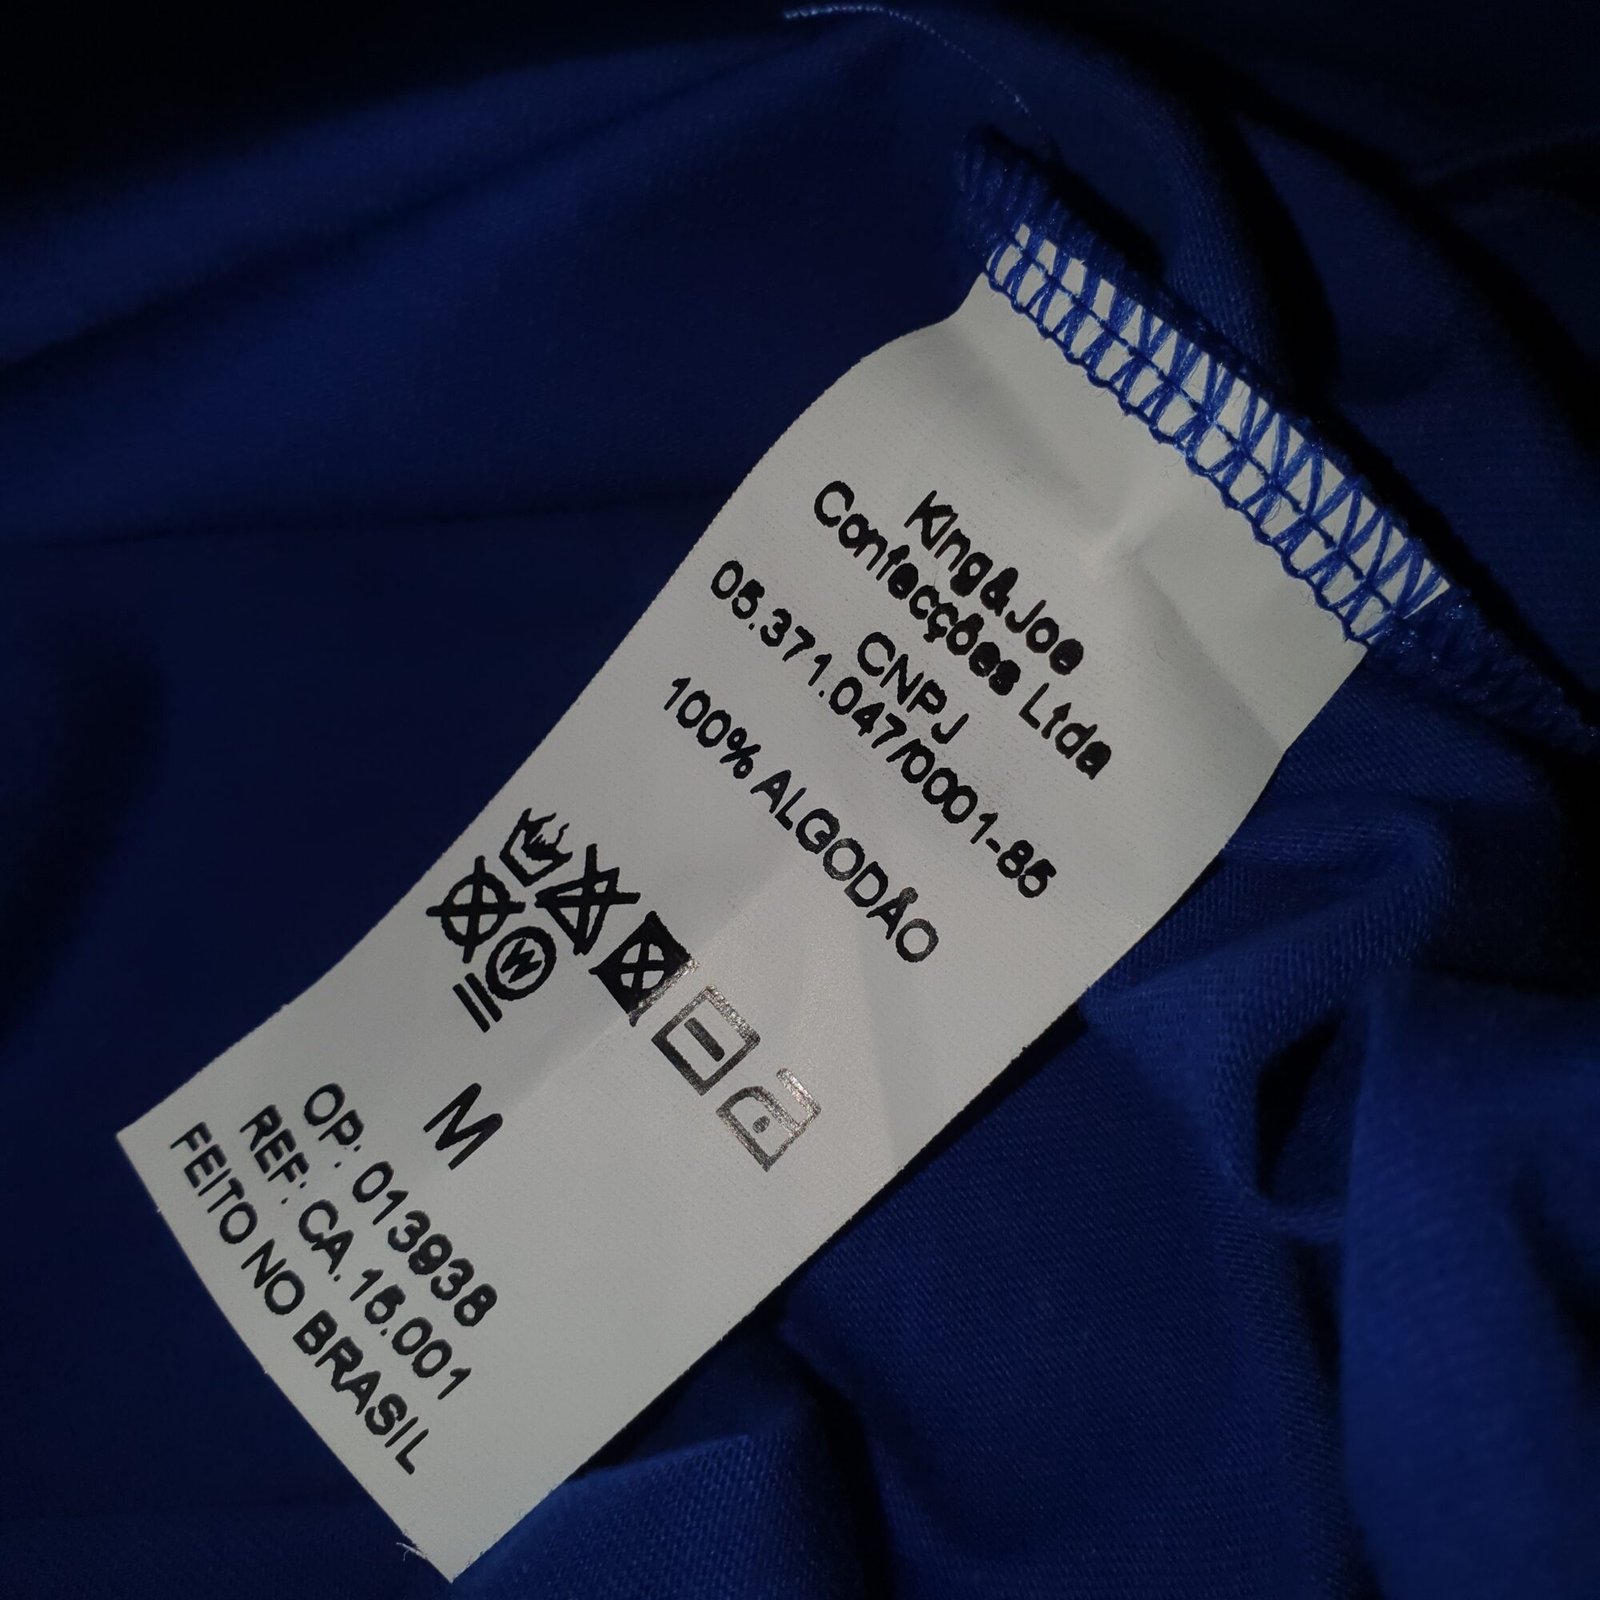 King&Joe
Confecções Ltda
CNPJ
05.371.047/0001-85
100% ALGODÃO
W
M
OP: 013938
REF: CA.15.001
FEITO NO BRASIL